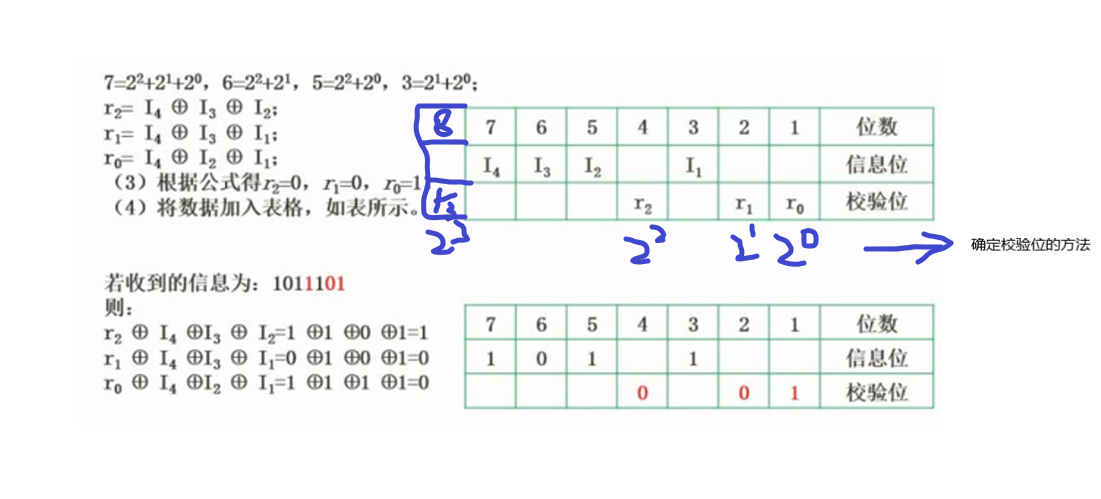 7=2²+2¹+2⁰，6=2²+2¹，5=2²+2⁰，3=2¹+2⁰；
r₂= I₄ ⊕ I₃ ⊕ I₂；
r₁= I₄ ⊕ I₃ ⊕ I₁；
r₀= I₄ ⊕ I₂ ⊕ I₁；
（3）根据公式得r₂=0，r₁=0，r₀=1
（4）将数据加入表格，如表所示。
8 7 6 5 4 3 2 1 位数
I₄ I₃ I₂ I₁ 信息位
r₃ r₂ r₁ r₀ 校验位
2³ 2² 2¹ 2⁰
确定校验位的方法
若收到的信息为：1011101
则：
r₂ ⊕ I₄ ⊕I₃ ⊕ I₂=1 ⊕1 ⊕0 ⊕1=1
r₁ ⊕ I₄ ⊕I₃ ⊕ I₁=0 ⊕1 ⊕0 ⊕1=0
r₀ ⊕ I₄ ⊕I₂ ⊕ I₁=1 ⊕1 ⊕1 ⊕1=0
7 6 5 4 3 2 1 位数
1 0 1 1 信息位
0 0 1 校验位